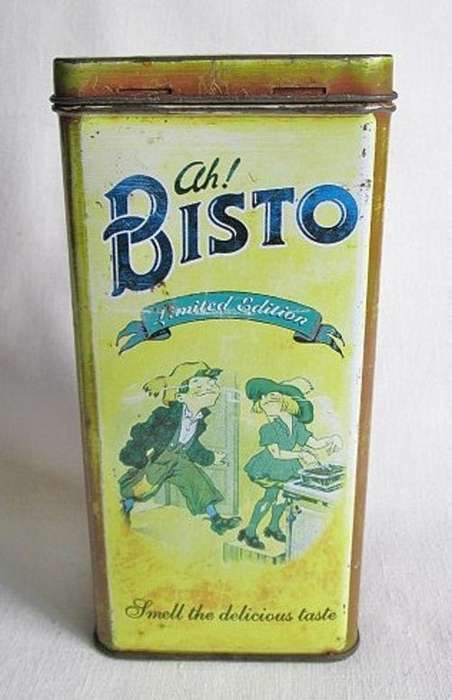 Ah!
BISTO
Limited Edition
Smell the delicious taste